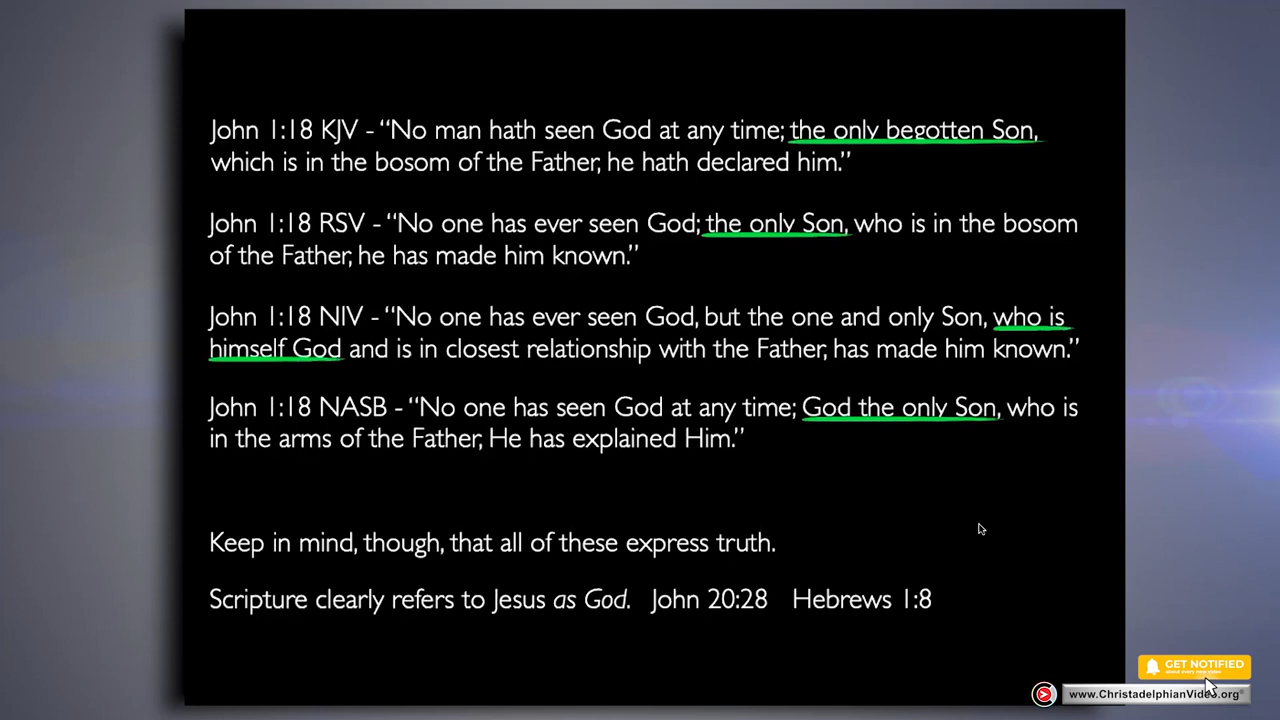 John 1:18 KJV - “No man hath seen God at any time; the only begotten Son,
which is in the bosom of the Father, he hath declared him.”
John 1:18 RSV - “No one has ever seen God; the only Son, who is in the bosom
of the Father, he has made him known.”
John 1:18 NIV - “No one has ever seen God, but the one and only Son, who is
himself God and is in closest relationship with the Father, has made him known.”
John 1:18 NASB - “No one has seen God at any time; God the only Son, who is
in the arms of the Father, He has explained Him.”
Keep in mind, though, that all of these express truth.
Scripture clearly refers to Jesus as God. John 20:28 Hebrews 1:8
GET NOTIFIED
about every new video
www.ChristadelphianVideo.org